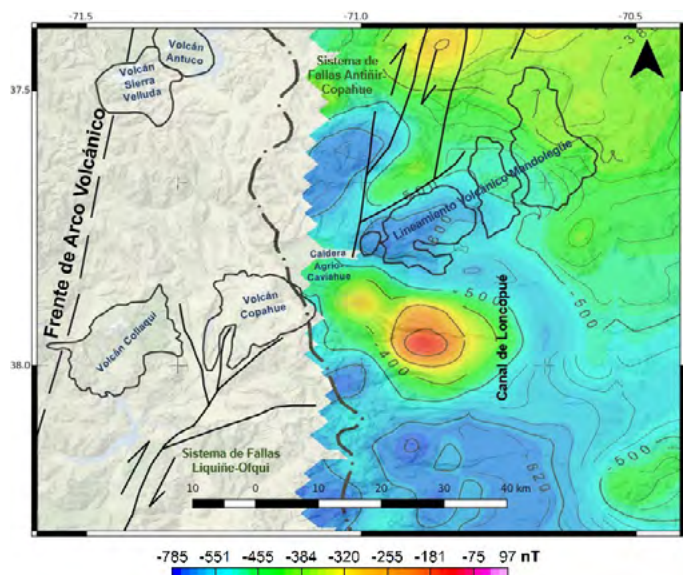 -71.5 -71.0 -70.5
37.5
38.0
Volcán
Antuco
Volcán
Sierra
Velluda
Sistema de
Fallas Antiñir-
Copahue
Frente de Arco Volcánico
Lineamiento Volcánico Mandolegüe
Caldera
Agrio-
Caviahue
Volcán
Copahue
Volcán Collaqui
Canal de Loncopué
-500
-400
-500
-620
-500
Sistema de Fallas
Liquiñe-Ofqui
10 0 10 20 30 40 km
-785 -551 -455 -384 -320 -255 -181 -75 97 nT